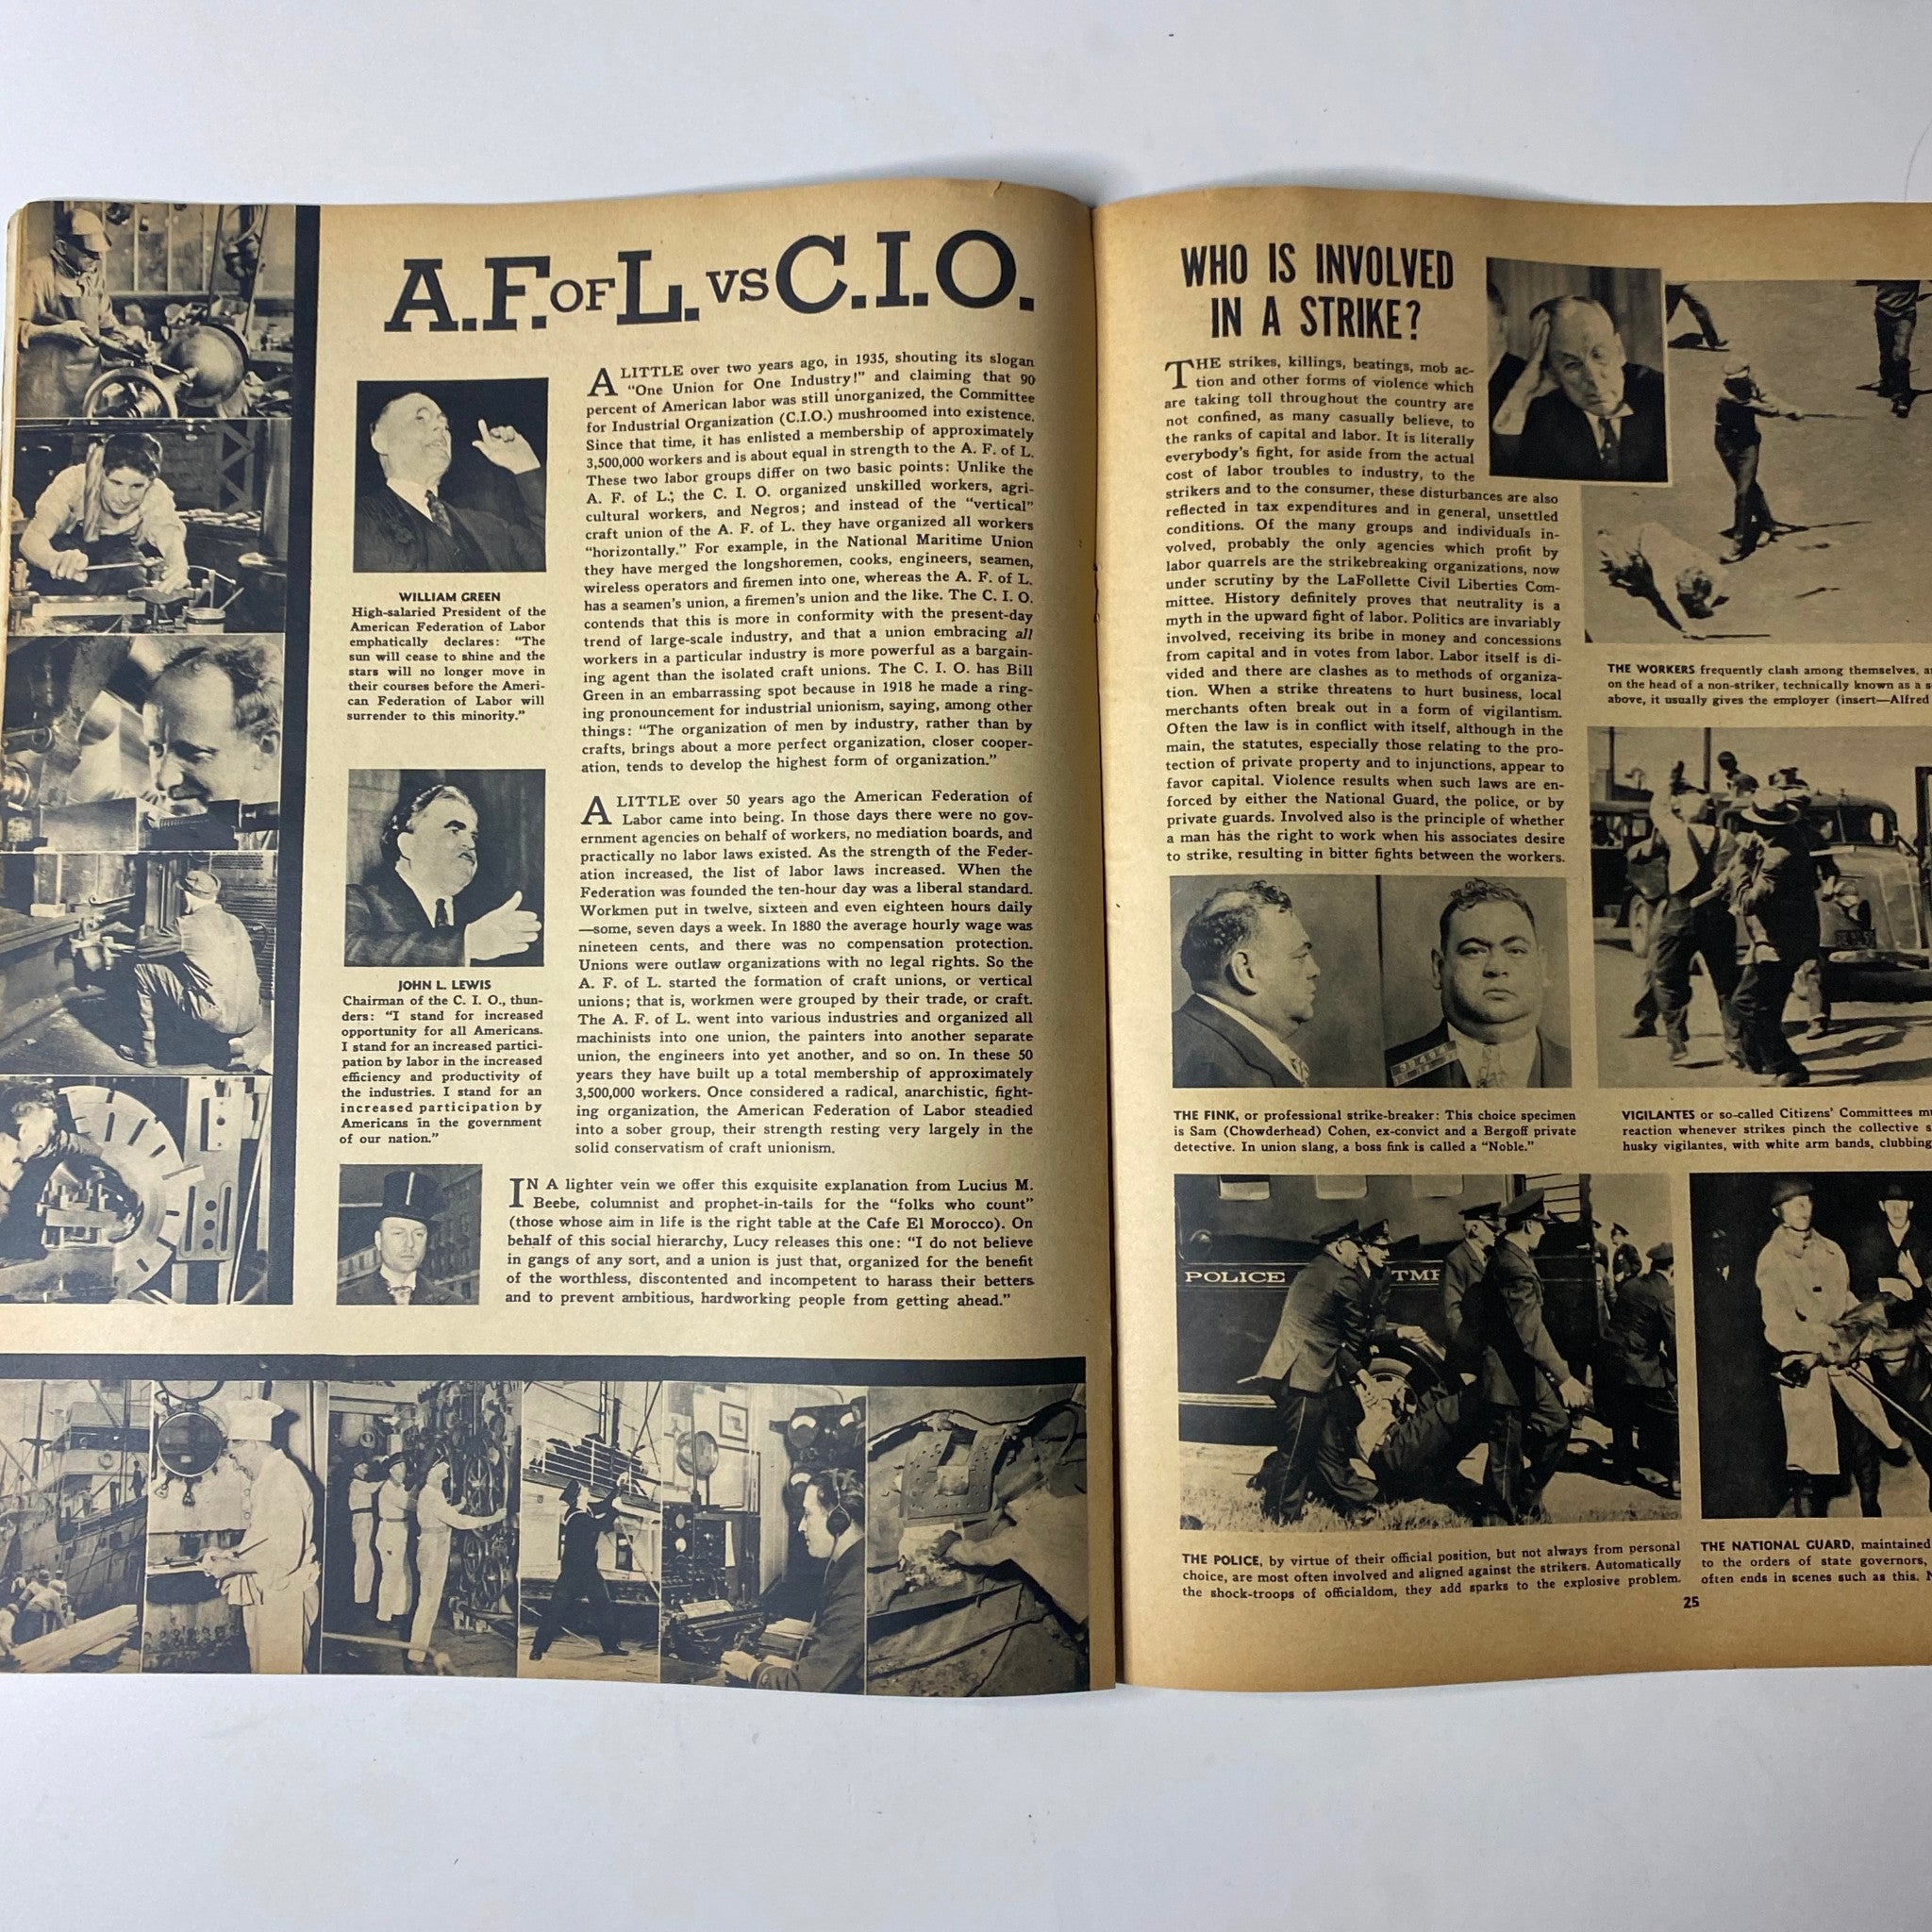 A.F. OF L. VS C.I.O.
WILLIAM GREEN
High-salaried President of the
American Federation of Labor
emphatically declares: "The
sun will cease to shine and the
stars will no longer move in
their courses before the Ameri-
can Federation of Labor will
surrender to this minority."
JOHN L. LEWIS
Chairman of the C. I. O., thun-
ders: "I stand for increased
opportunity for all Americans.
I stand for an increased partici-
pation by labor in the increased
efficiency and productivity of
the industries. I stand for an
increased participation by
Americans in the government
of our nation."
A LITTLE over two years ago, in 1935, shouting its slogan
"One Union for One Industry!" and claiming that 90
percent of American labor was still unorganized, the Committee
for Industrial Organization (C.I.O.) mushroomed into existence.
Since that time, it has enlisted a membership of approximately
3,500,000 workers and is about equal in strength to the A. F. of L.
These two labor groups differ on two basic points: Unlike the
A. F. of L.; the C. I. O. organized unskilled workers, agri-
cultural workers, and Negros; and instead of the "vertical"
craft union of the A. F. of L. they have organized all workers
"horizontally." For example, in the National Maritime Union
they have merged the longshoremen, cooks, engineers, seamen,
wireless operators and firemen into one, whereas the A. F. of L.
has a seamen's union, a firemen's union and the like. The C. I. O.
contends that this is more in conformity with the present-day
trend of large-scale industry, and that a union embracing all
workers in a particular industry is more powerful as a bargain-
ing agent than the isolated craft unions. The C. I. O. has Bill
Green in an embarrassing spot because in 1918 he made a ring-
ing pronouncement for industrial unionism, saying, among other
things: "The organization of men by industry, rather than by
crafts, brings about a more perfect organization, closer cooper-
ation, tends to develop the highest form of organization."
A LITTLE over 50 years ago the American Federation of
Labor came into being. In those days there were no gov-
ernment agencies on behalf of workers, no mediation boards, and
practically no labor laws existed. As the strength of the Feder-
ation increased, the list of labor laws increased. When the
Federation was founded the ten-hour day was a liberal standard.
Workmen put in twelve, sixteen and even eighteen hours daily
—some, seven days a week. In 1880 the average hourly wage was
nineteen cents, and there was no compensation protection.
Unions were outlaw organizations with no legal rights. So the
A. F. of L. started the formation of craft unions, or vertical
unions; that is, workmen were grouped by their trade, or craft.
The A. F. of L. went into various industries and organized all
machinists into one union, the painters into another separate
union, the engineers into yet another, and so on. In these 50
years they have built up a total membership of approximately
3,500,000 workers. Once considered a radical, anarchistic, fight-
ing organization, the American Federation of Labor steadied
into a sober group, their strength resting very largely in the
solid conservatism of craft unionism.
IN A lighter vein we offer this exquisite explanation from Lucius M.
Beebe, columnist and prophet-in-tails for the "folks who count"
(those whose aim in life is the right table at the Cafe El Morocco). On
behalf of this social hierarchy, Lucy releases this one: "I do not believe
in gangs of any sort, and a union is just that, organized for the benefit
of the worthless, discontented and incompetent to harass their betters
and to prevent ambitious, hardworking people from getting ahead."
WHO IS INVOLVED
IN A STRIKE?
THE strikes, killings, beatings, mob ac-
tion and other forms of violence which
are taking toll throughout the country are
not confined, as many casually believe, to
the ranks of capital and labor. It is literally
everybody's fight, for aside from the actual
cost of labor troubles to industry, to the
strikers and to the consumer, these disturbances are also
reflected in tax expenditures and in general, unsettled
conditions. Of the many groups and individuals in-
volved, probably the only agencies which profit by
labor quarrels are the strikebreaking organizations, now
under scrutiny by the LaFollette Civil Liberties Com-
mittee. History definitely proves that neutrality is a
myth in the upward fight of labor. Politics are invariably
involved, receiving its bribe in money and concessions
from capital and in votes from labor. Labor itself is di-
vided and there are clashes as to methods of organiza-
tion. When a strike threatens to hurt business, local
merchants often break out in a form of vigilantism.
Often the law is in conflict with itself, although in the
main, the statutes, especially those relating to the pro-
tection of private property and to injunctions, appear to
favor capital. Violence results when such laws are en-
forced by either the National Guard, the police, or by
private guards. Involved also is the principle of whether
a man has the right to work when his associates desire
to strike, resulting in bitter fights between the workers.
THE WORKERS frequently clash among themselves,
on the head of a non-striker, technically known as a
above, it usually gives the employer (insert—Alfred
THE FINK, or professional strike-breaker: This choice specimen
is Sam (Chowderhead) Cohen, ex-convict and a Bergoff private
detective. In union slang, a boss fink is called a "Noble."
VIGILANTES or so-called Citizens' Committees
reaction whenever strikes pinch the collective
husky vigilantes, with white arm bands, clubbing
POLICE
TME
THE POLICE, by virtue of their official position, but not always from personal
choice, are most often involved and aligned against the strikers. Automatically
the shock-troops of officialdom, they add sparks to the explosive problem.
THE NATIONAL GUARD, maintained
to the orders of state governors,
often ends in scenes such as this.
25